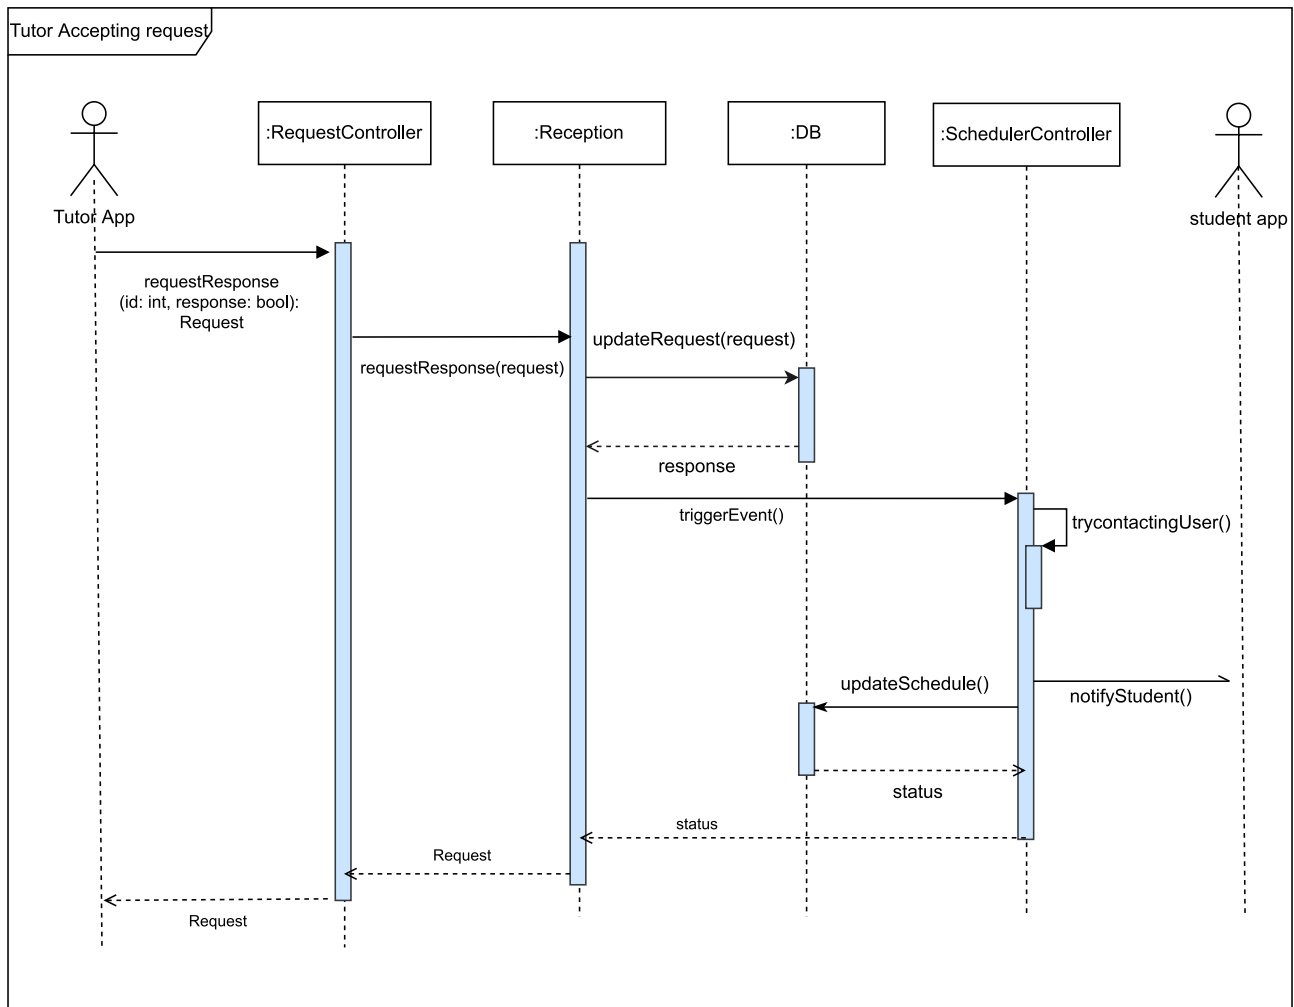 Tutor Accepting request
:RequestController
:Reception
:DB
:SchedulerController
Tutor App
student app
requestResponse
(id: int, response: bool):
Request
requestResponse(request)
updateRequest(request)
response
triggerEvent()
trycontactingUser()
notifyStudent()
updateSchedule()
status
status
Request
Request